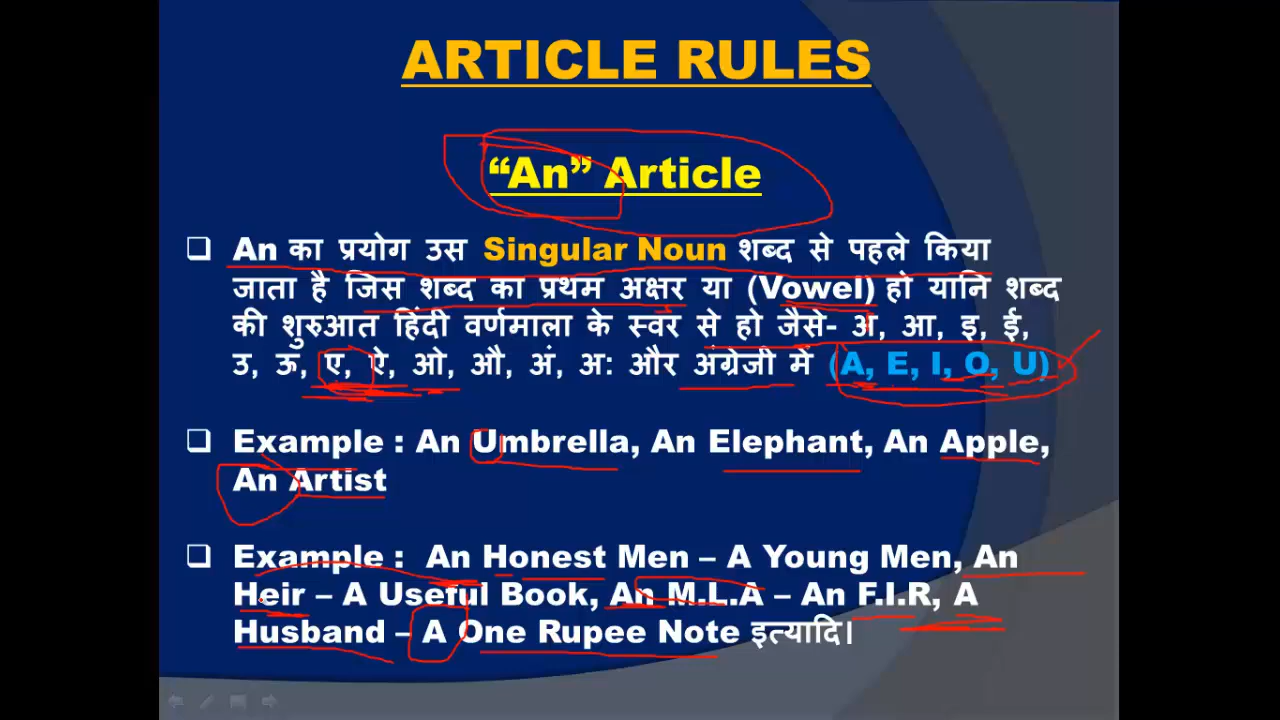 ARTICLE RULES
“An” Article
An का प्रयोग उस Singular Noun शब्द से पहले किया
जाता है जिस शब्द का प्रथम अक्षर या (Vowel) हो यानि शब्द
की शुरुआत हिंदी वर्णमाला के स्वर से हो जैसे- अ, आ, इ, ई,
उ, ऊ, ए, ऐ, ओ, औ, अं, अः और अंग्रेजी में (A, E, I, O, U)
Example : An Umbrella, An Elephant, An Apple,
An Artist
Example : An Honest Men – A Young Men, An
Heir – A Useful Book, An M.L.A – An F.I.R, A
Husband – A One Rupee Note इत्यादि।